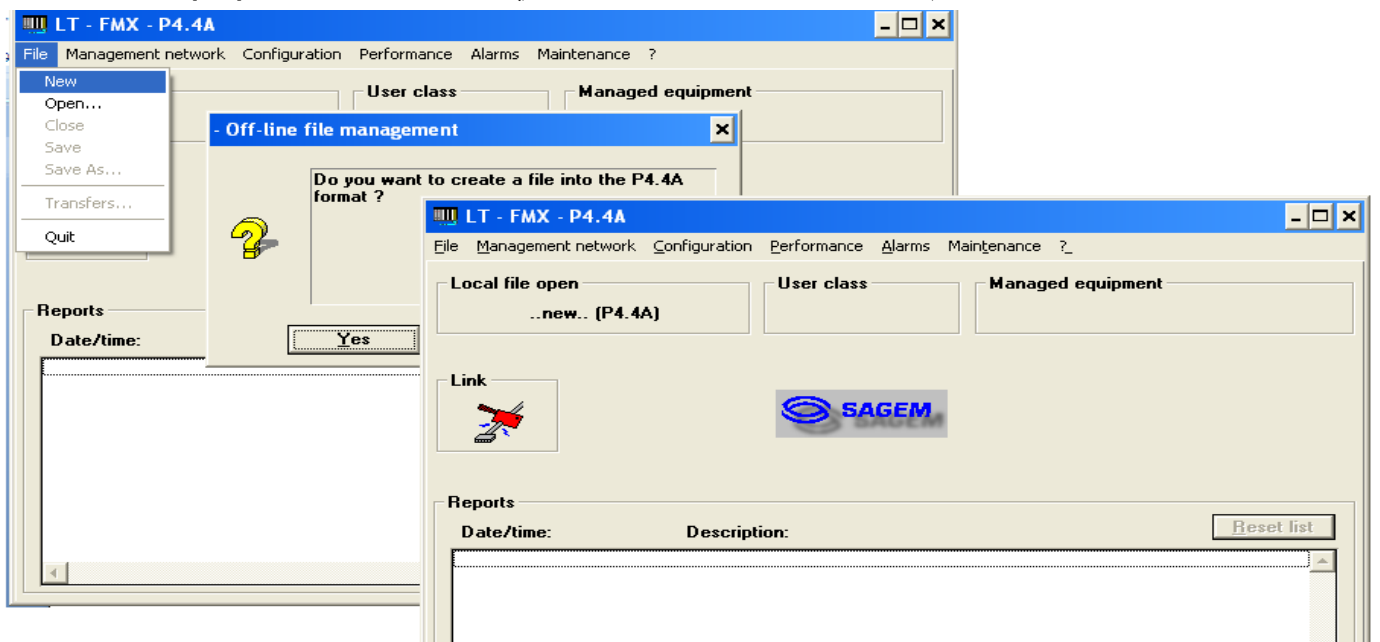 LT - FMX - P4.4A
File Management network Configuration Performance Alarms Maintenance ?
New
Open...
Close
Save
Save As...
Transfers...
Quit
User class
Managed equipment
- Off-line file management
Do you want to create a file into the P4.4A
format ?
Yes
Reports
Date/time:
LT - FMX - P4.4A
File Management network Configuration Performance Alarms Maintenance ?
Local file open
..new.. (P4.4A)
User class
Managed equipment
Link
SAGEM
Reports
Date/time:
Description:
Reset list